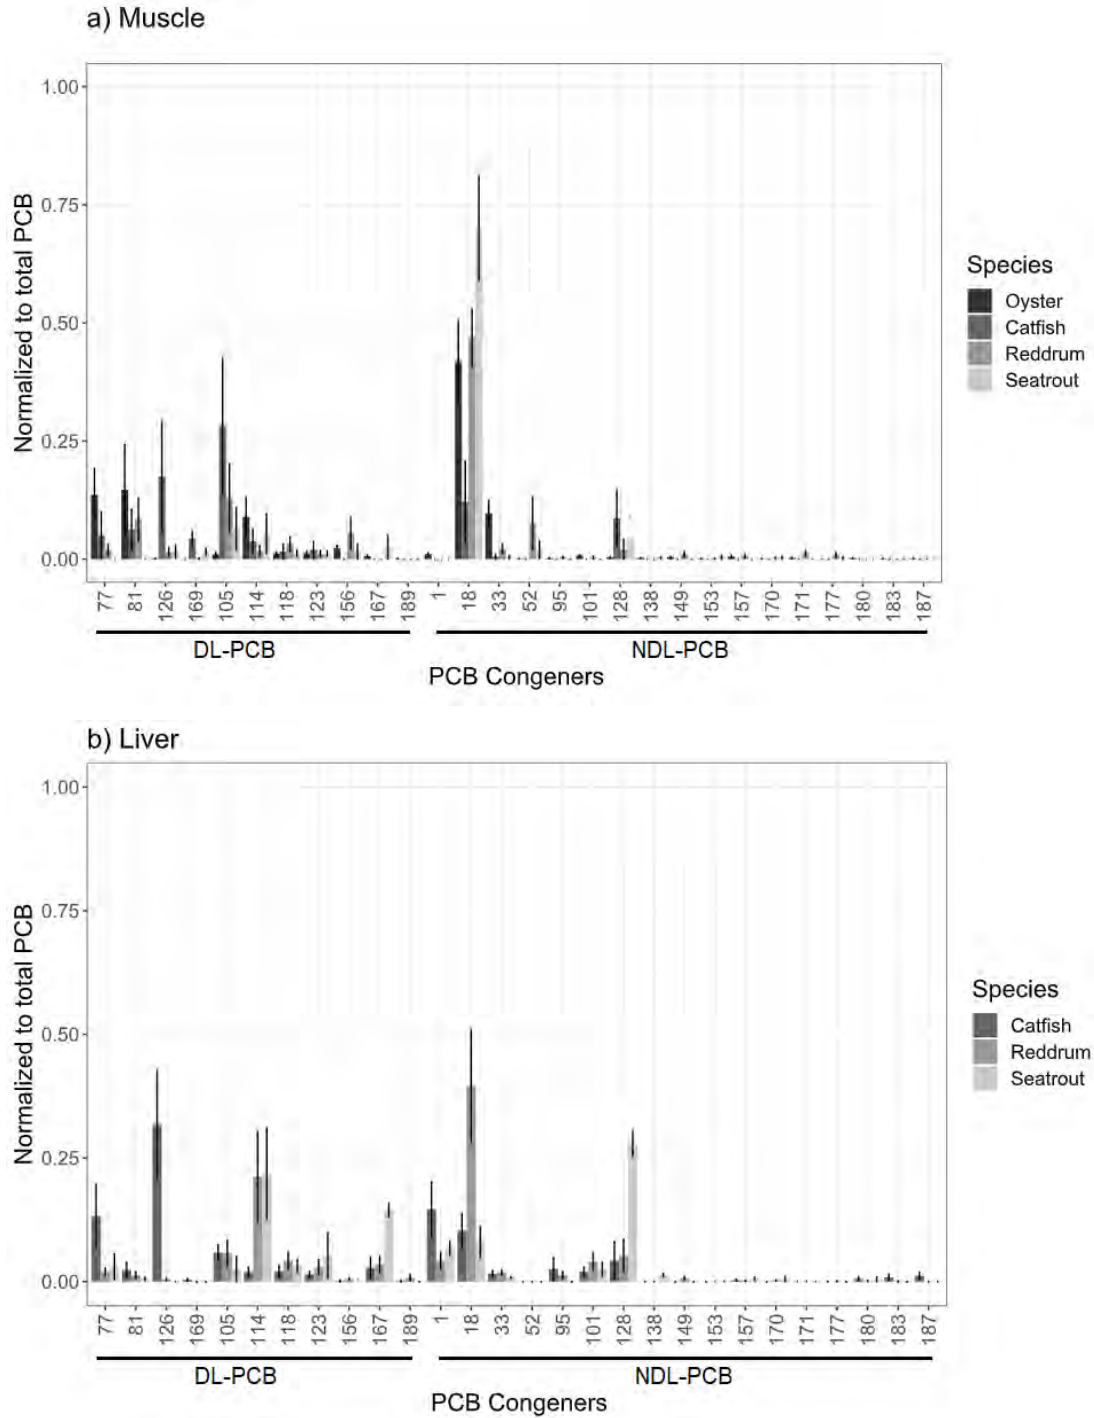 a) Muscle
Normalized to total PCB
1.00
0.75
0.50
0.25
0.00
77 81 126 169 105 114 118 123 156 167 189 1 18 33 52 95 101 128 138 149 153 157 170 171 177 180 183 187
DL-PCB NDL-PCB
PCB Congeners
Species
Oyster
Catfish
Reddrum
Seatrout
b) Liver
Normalized to total PCB
1.00
0.75
0.50
0.25
0.00
77 81 126 169 105 114 118 123 156 167 189 1 18 33 52 95 101 128 138 149 153 157 170 171 177 180 183 187
DL-PCB NDL-PCB
PCB Congeners
Species
Catfish
Reddrum
Seatrout